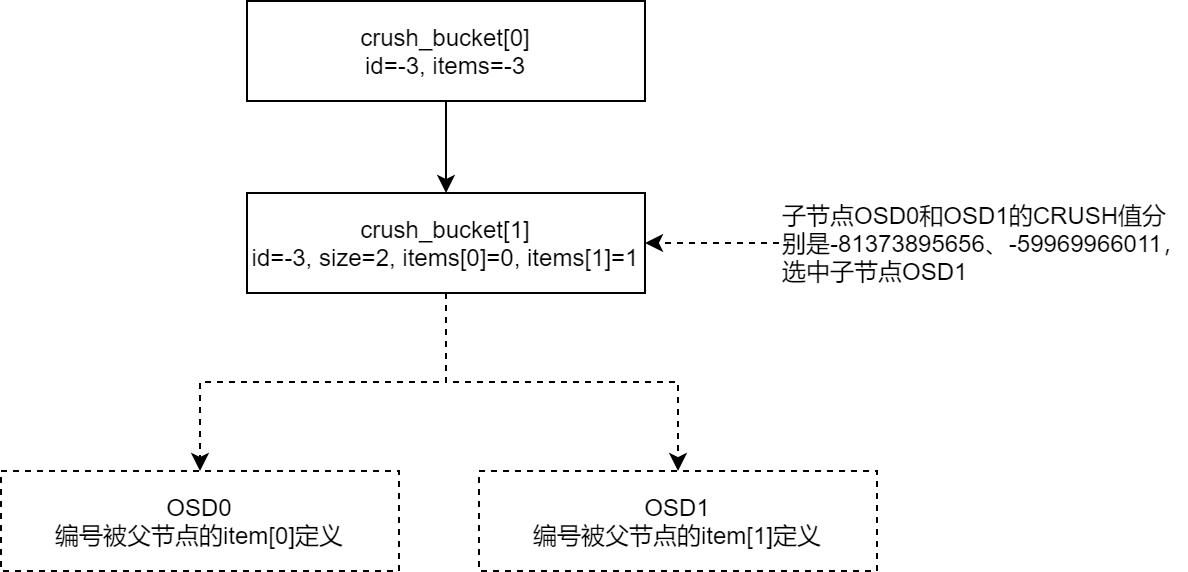 crush_bucket[0]
id=-3, items=-3
crush_bucket[1]
id=-3, size=2, items[0]=0, items[1]=1
子节点OSD0和OSD1的CRUSH值分
别是-81373895656、-59969966011，
选中子节点OSD1
OSD0
编号被父节点的item[0]定义
OSD1
编号被父节点的item[1]定义